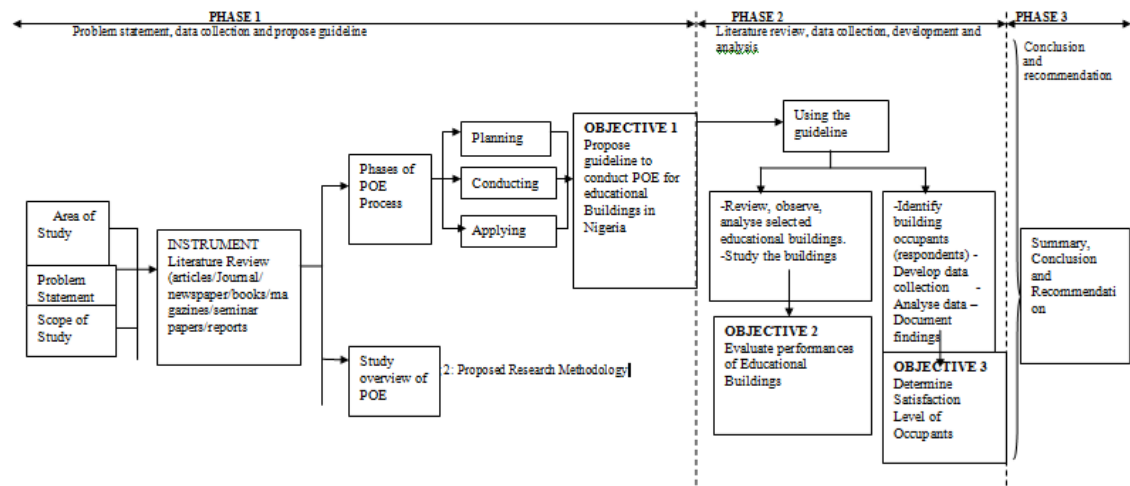 PHASE 1
Problem statement, data collection and propose guideline
PHASE 2
Literature review, data collection, development and
analysis
PHASE 3
Conclusion
and
recommendation
Area of
Study
Problem
Statement
Scope of
Study
INSTRUMENT
Literature Review
(articles/Journal/
newspaper/books/ma
gazines/seminar
papers/reports
Phases of
POE
Process
Planning
Conducting
Applying
Study
overview of
POE
2: Proposed Research Methodology
OBJECTIVE 1
Propose
guideline to
conduct POE for
educational
Buildings in
Nigeria
Using the
guideline
-Review, observe,
analyse selected
educational buildings.
-Study the buildings
OBJECTIVE 2
Evaluate performances
of Educational
Buildings
-Identify
building
occupants
(respondents) -
Develop data
collection -
Analyse data –
Document
findings
OBJECTIVE 3
Determine
Satisfaction
Level of
Occupants
Summary,
Conclusion
and
Recommendati
on